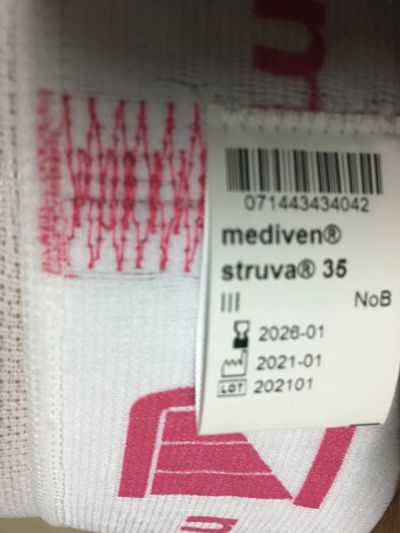 071443434042
mediven®
struva® 35
III NoB
2026-01
2021-01
LOT 202101